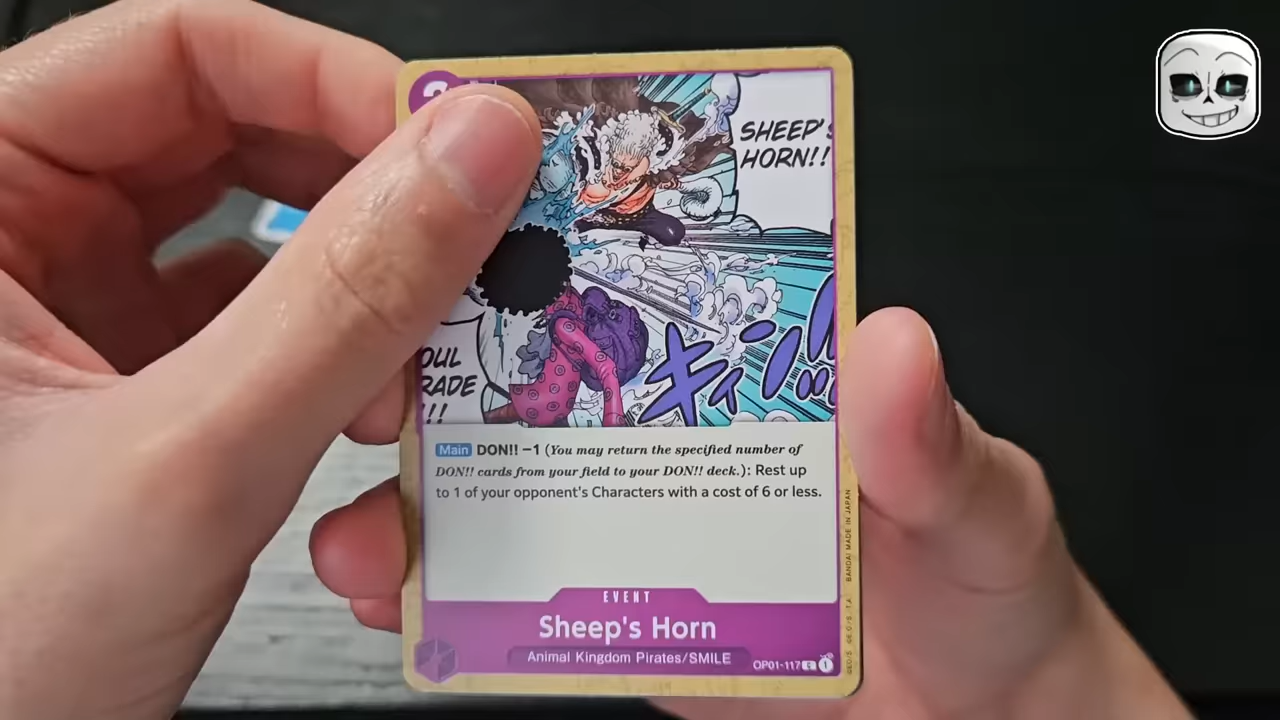 SHEEP'S
HORN!!
OUL
RADE
!!!
Main DON!! −1 (You may return the specified number of
DON!! cards from your field to your DON!! deck.): Rest up
to 1 of your opponent's Characters with a cost of 6 or less.
EVENT
Sheep's Horn
Animal Kingdom Pirates/SMILE
OP01-117 C 1
BANDAI MADE IN JAPAN